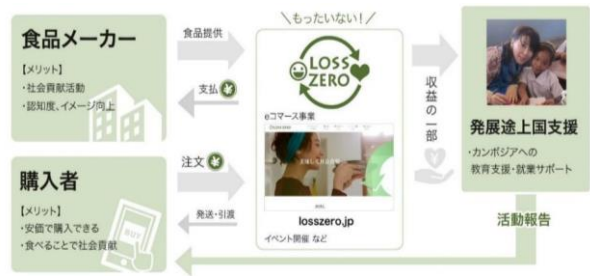 食品メーカー
【メリット】
・社会貢献活動
・認知度、イメージ向上
食品提供
支払
＼もったいない！／
LOSS
ZERO
eコマース事業
losszero.jp
イベント開催 など
購入者
【メリット】
・安価で購入できる
・食べることで社会貢献
BUY
注文
発送・引渡
収益の一部
発展途上国支援
・カンボジアへの
教育支援・就業サポート
活動報告